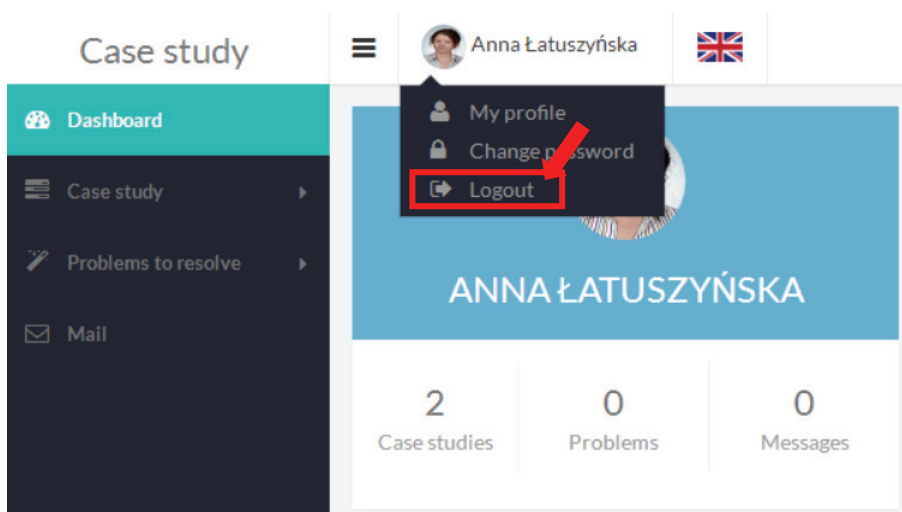 Case study
Anna Łatuszyńska
Dashboard
Case study
Problems to resolve
Mail
My profile
Change password
Logout
ANNA ŁATUSZYŃSKA
2
Case studies
0
Problems
0
Messages